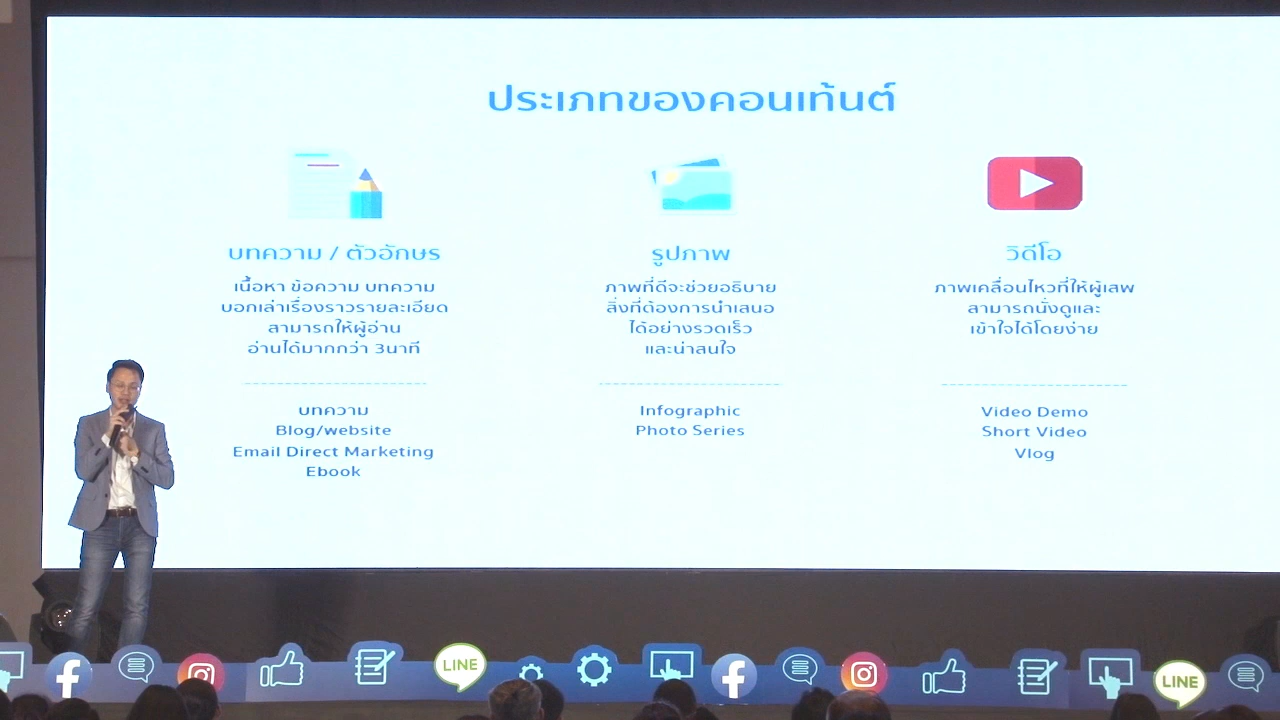 ประเภทของคอนเท้นต์
บทความ / ตัวอักษร
เนื้อหา ข้อความ บทความ
บอกเล่าเรื่องราวรายละเอียด
สามารถให้ผู้อ่าน
อ่านได้มากกว่า 3นาที
บทความ
Blog/website
Email Direct Marketing
Ebook
รูปภาพ
ภาพที่ดีจะช่วยอธิบาย
สิ่งที่ต้องการนำเสนอ
ได้อย่างรวดเร็ว
และน่าสนใจ
Infographic
Photo Series
วิดีโอ
ภาพเคลื่อนไหวที่ให้ผู้เสพ
สามารถนั่งดูและ
เข้าใจได้โดยง่าย
Video Demo
Short Video
Vlog
LINE
LINE